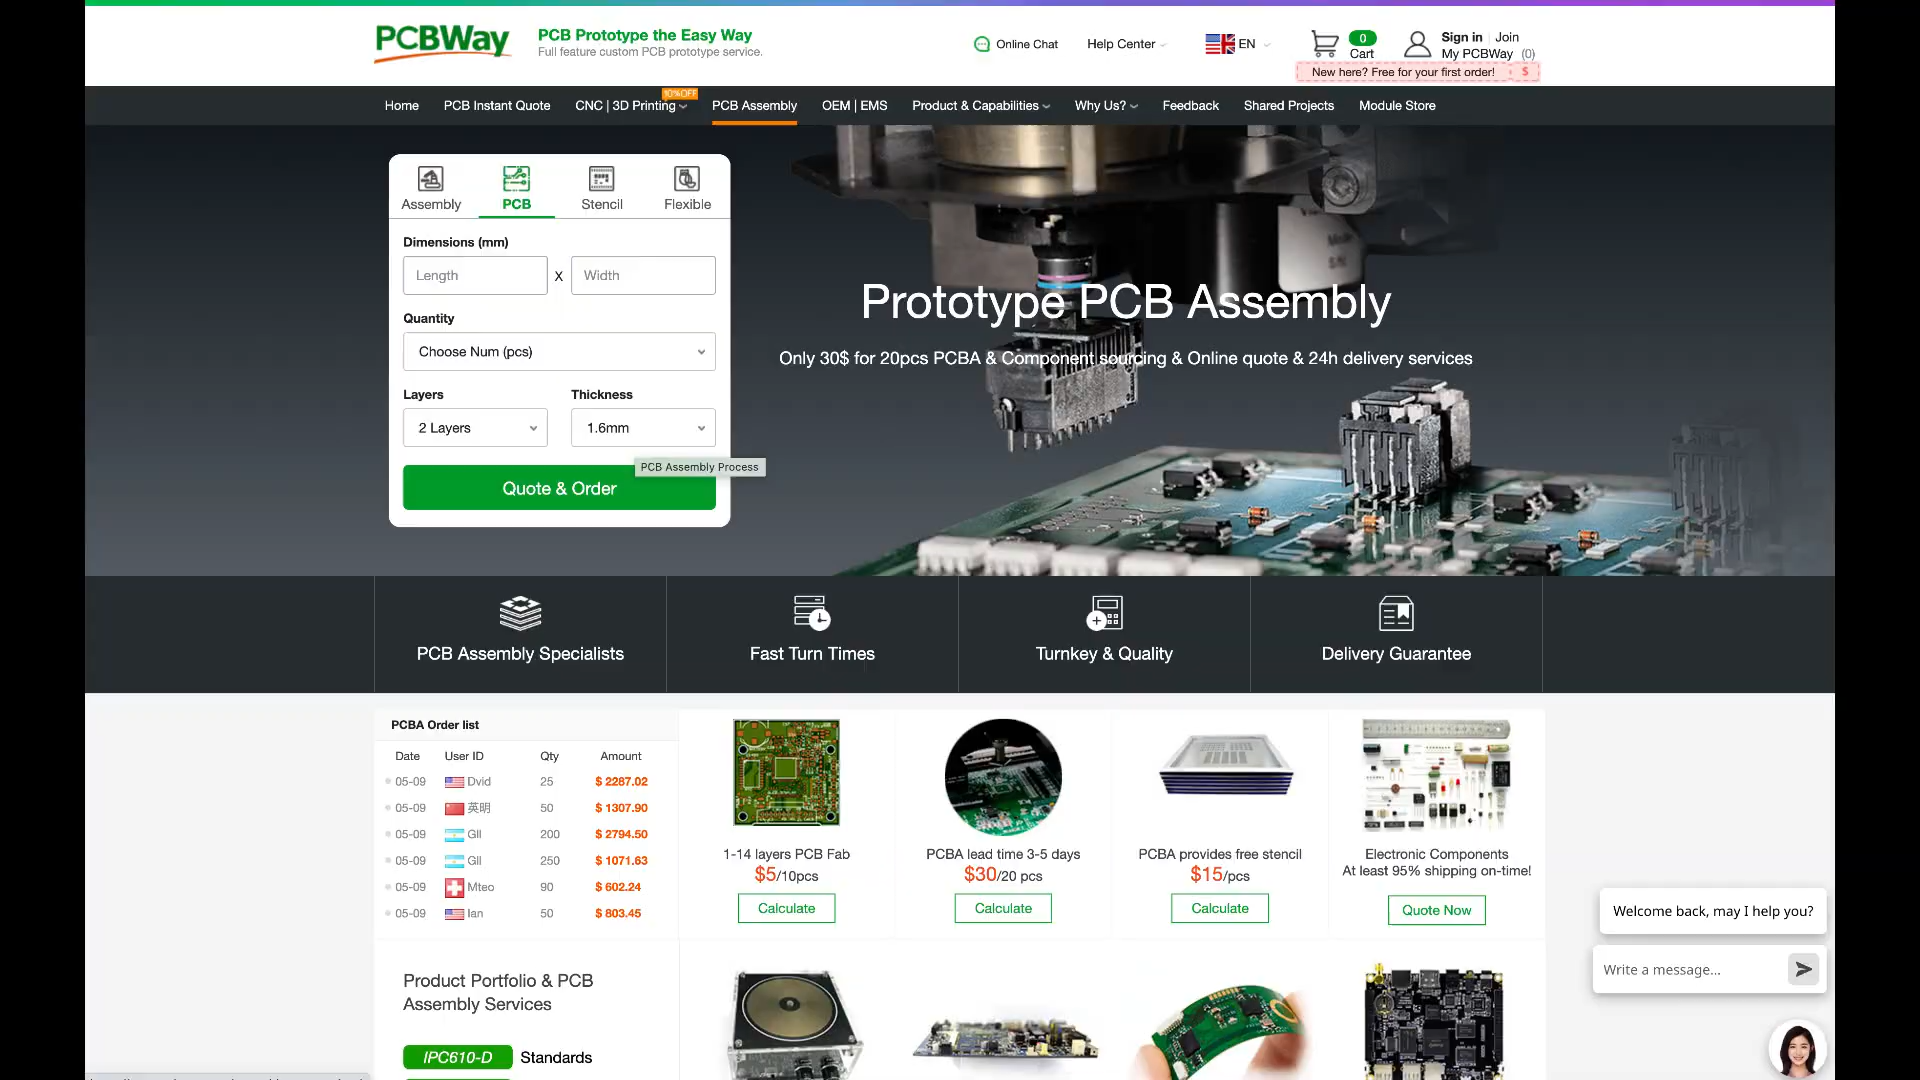 PCBWay
PCB Prototype the Easy Way
Full feature custom PCB prototype service.
Online Chat
Help Center
EN
0
Cart
Sign in
Join
My PCBWay (0)
New here? Free for your first order! $
Home
PCB Instant Quote
CNC | 3D Printing
10%OFF
PCB Assembly
OEM | EMS
Product & Capabilities
Why Us?
Feedback
Shared Projects
Module Store
Assembly
PCB
Stencil
Flexible
Dimensions (mm)
Length X Width
Quantity
Choose Num (pcs)
Layers Thickness
2 Layers 1.6mm
PCB Assembly Process
Quote & Order
Prototype PCB Assembly
Only 30$ for 20pcs PCBA & Component sourcing & Online quote & 24h delivery services
PCB Assembly Specialists
Fast Turn Times
Turnkey & Quality
Delivery Guarantee
PCBA Order list
Date User ID Qty Amount
05-09 Dvid 25 $ 2287.02
05-09 英明 50 $ 1307.90
05-09 Gll 200 $ 2794.50
05-09 Gll 250 $ 1071.63
05-09 Mteo 90 $ 602.24
05-09 Ian 50 $ 803.45
1-14 layers PCB Fab
$5/10pcs
Calculate
PCBA lead time 3-5 days
$30/20 pcs
Calculate
PCBA provides free stencil
$15/pcs
Calculate
Electronic Components
At least 95% shipping on-time!
Quote Now
Product Portfolio & PCB
Assembly Services
IPC610-D Standards
Welcome back, may I help you?
Write a message...